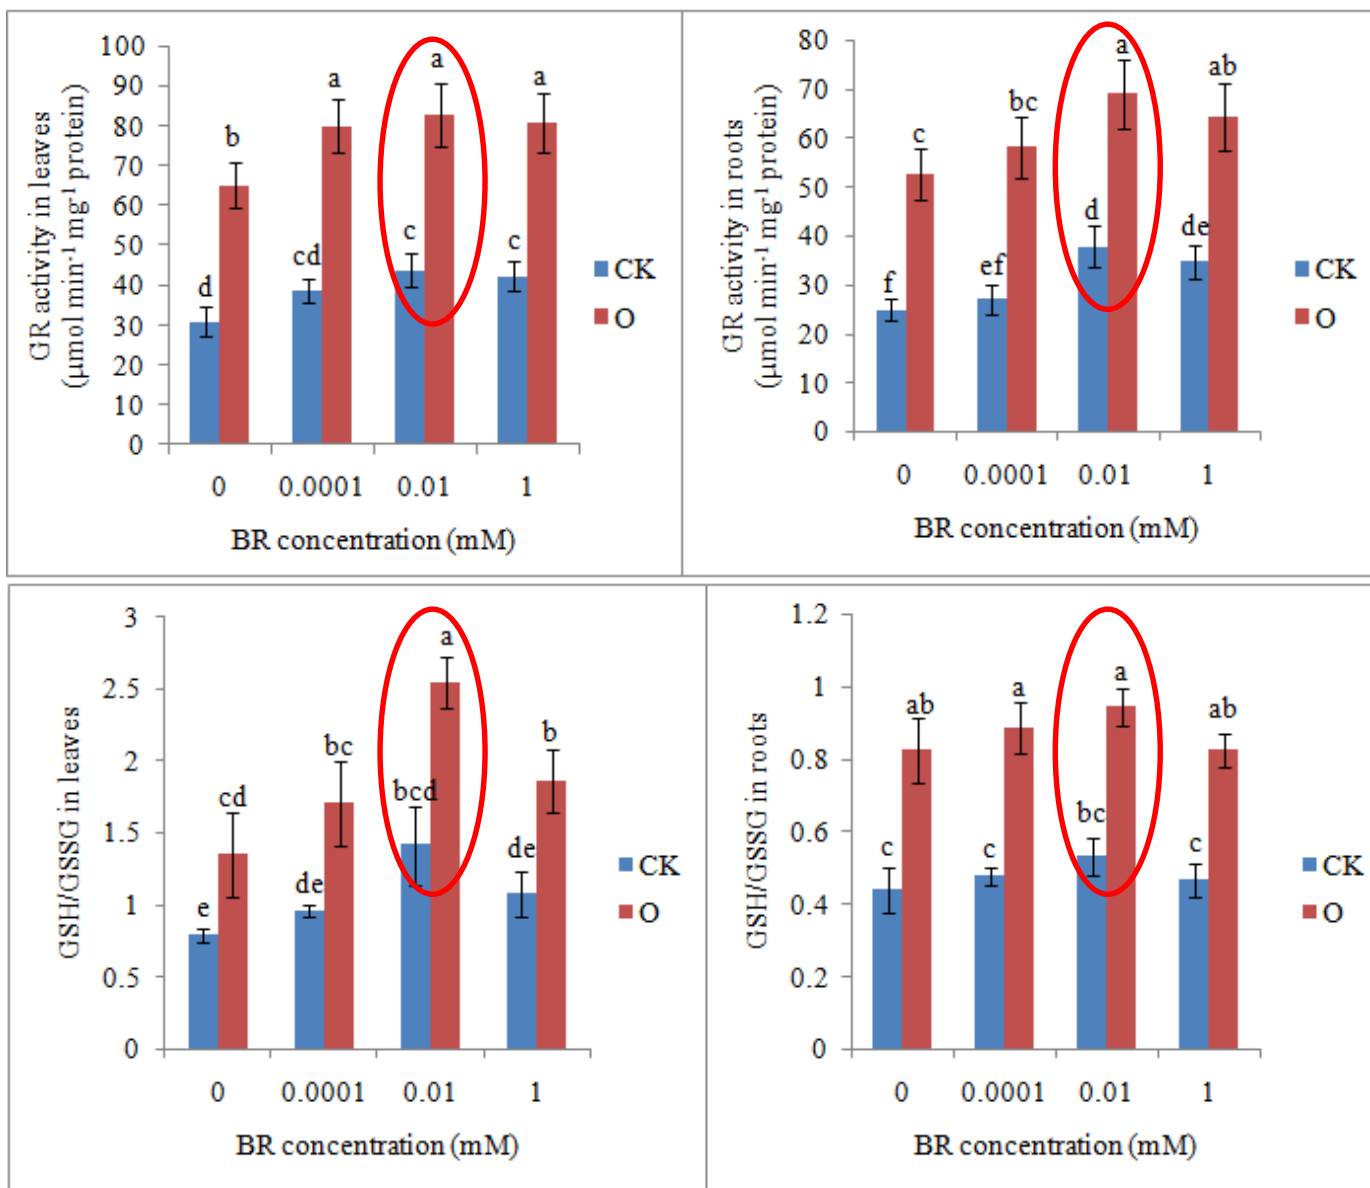 GR activity in leaves
(μmol min⁻¹ mg⁻¹ protein)
100
90
80
70
60
50
40
30
20
10
0
b
a
a
a
d
cd
c
c
CK
O
0 0.0001 0.01 1
BR concentration (mM)
GR activity in roots
(μmol min⁻¹ mg⁻¹ protein)
80
70
60
50
40
30
20
10
0
c
bc
a
ab
f
ef
d
de
CK
O
0 0.0001 0.01 1
BR concentration (mM)
GSH/GSSG in leaves
3
2.5
2
1.5
1
0.5
0
cd
bc
a
b
e
de
bcd
de
CK
O
0 0.0001 0.01 1
BR concentration (mM)
GSH/GSSG in roots
1.2
1
0.8
0.6
0.4
0.2
0
ab
a
a
ab
c
c
bc
c
CK
O
0 0.0001 0.01 1
BR concentration (mM)